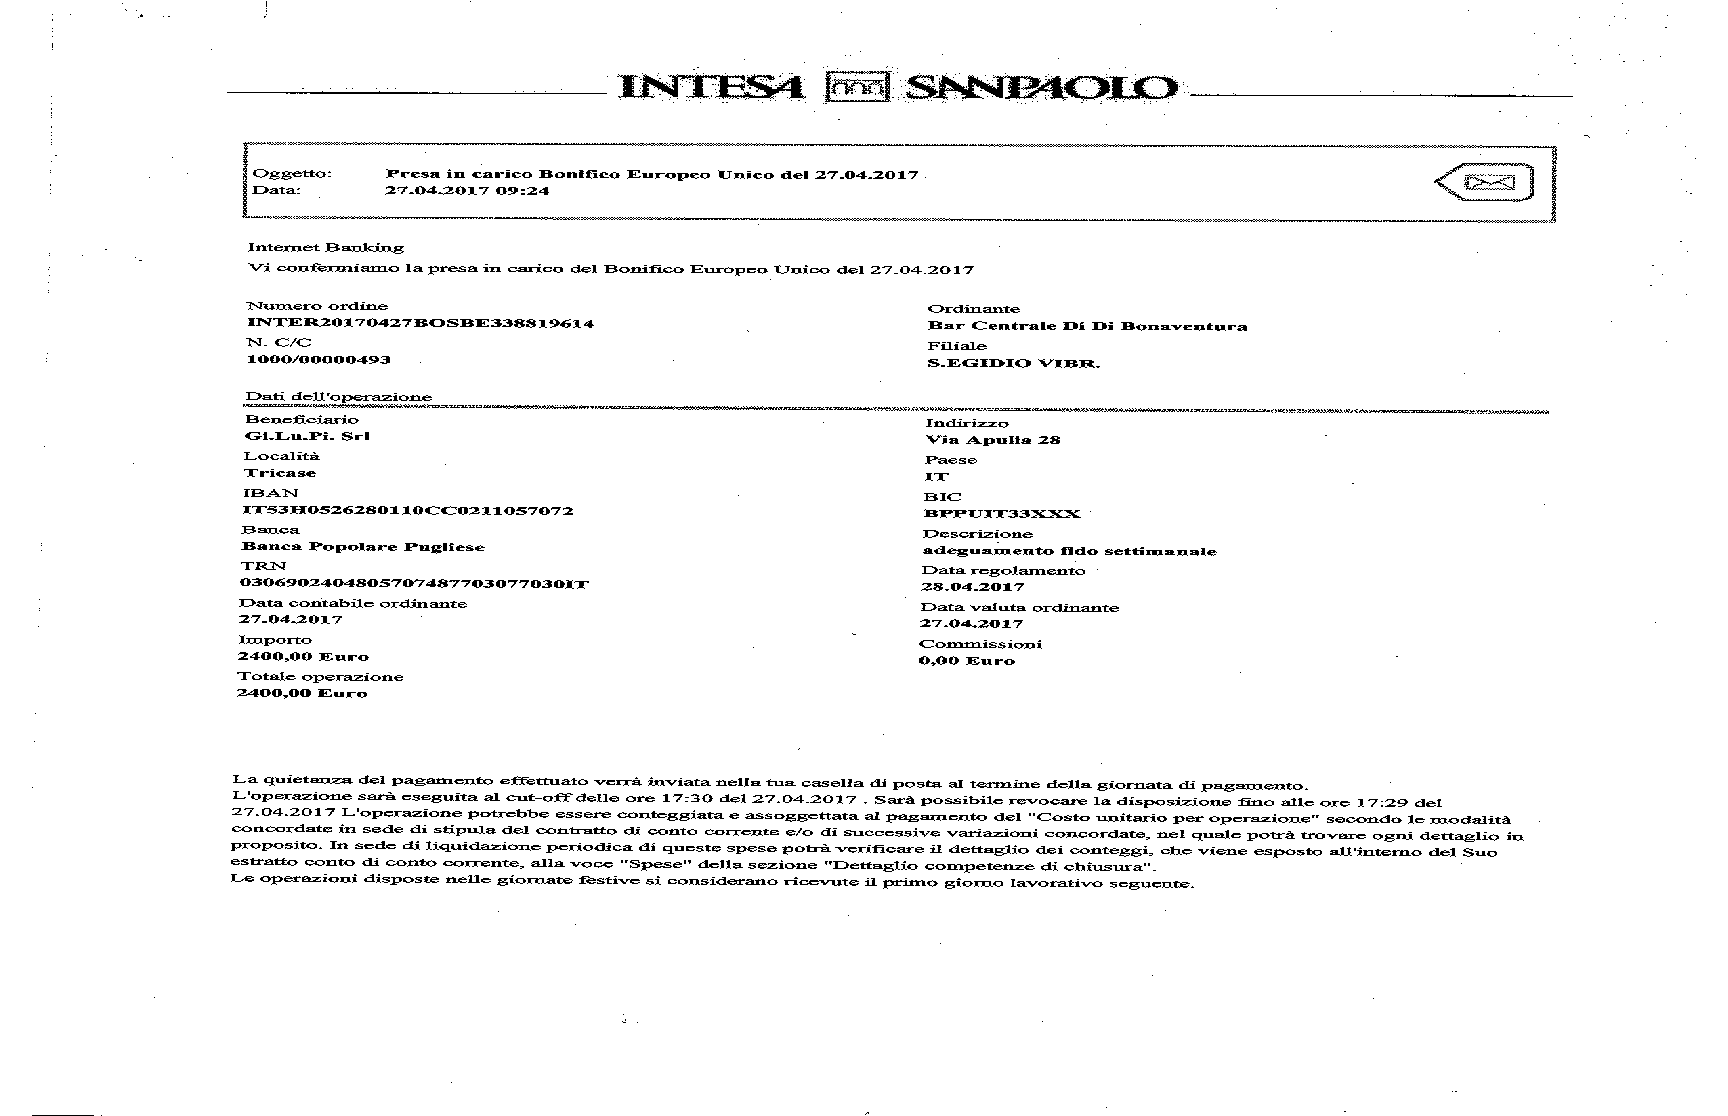 INTESA SANPAOLO
Oggetto: Presa in carico Bonifico Europeo Unico del 27.04.2017
Data: 27.04.2017 09:24
Internet Banking
Vi confermiamo la presa in carico del Bonifico Europeo Unico del 27.04.2017
Numero ordine
INTER20170427BOSBE338819614
N. C/C
1000/00000493
Ordinante
Bar Centrale Di Di Bonaventura
Filiale
S.EGIDIO VIBR.
Dati dell'operazione
Beneficiario
Gi.Lu.Pi. Srl
Località
Tricase
IBAN
IT53H0526280110CC0211057072
Banca
Banca Popolare Pugliese
TRN
0306902404805707487703077030IT
Data contabile ordinante
27.04.2017
Importo
2400,00 Euro
Totale operazione
2400,00 Euro
Indirizzo
Via Apulia 28
Paese
IT
BIC
BPPUIT33XXX
Descrizione
adeguamento fido settimanale
Data regolamento
28.04.2017
Data valuta ordinante
27.04.2017
Commissioni
0,00 Euro
La quietanza del pagamento effettuato verrà inviata nella tua casella di posta al termine della giornata di pagamento.
L'operazione sarà eseguita al cut-off delle ore 17:30 del 27.04.2017 . Sarà possibile revocare la disposizione fino alle ore 17:29 del
27.04.2017 L'operazione potrebbe essere conteggiata e assoggettata al pagamento del "Costo unitario per operazione" secondo le modalità
concordate in sede di stipula del contratto di conto corrente e/o di successive variazioni concordate, nel quale potrà trovare ogni dettaglio in
proposito. In sede di liquidazione periodica di queste spese potrà verificare il dettaglio dei conteggi, che viene esposto all'interno del Suo
estratto conto di conto corrente, alla voce "Spese" della sezione "Dettaglio competenze di chiusura".
Le operazioni disposte nelle giornate festive si considerano ricevute il primo giorno lavorativo seguente.